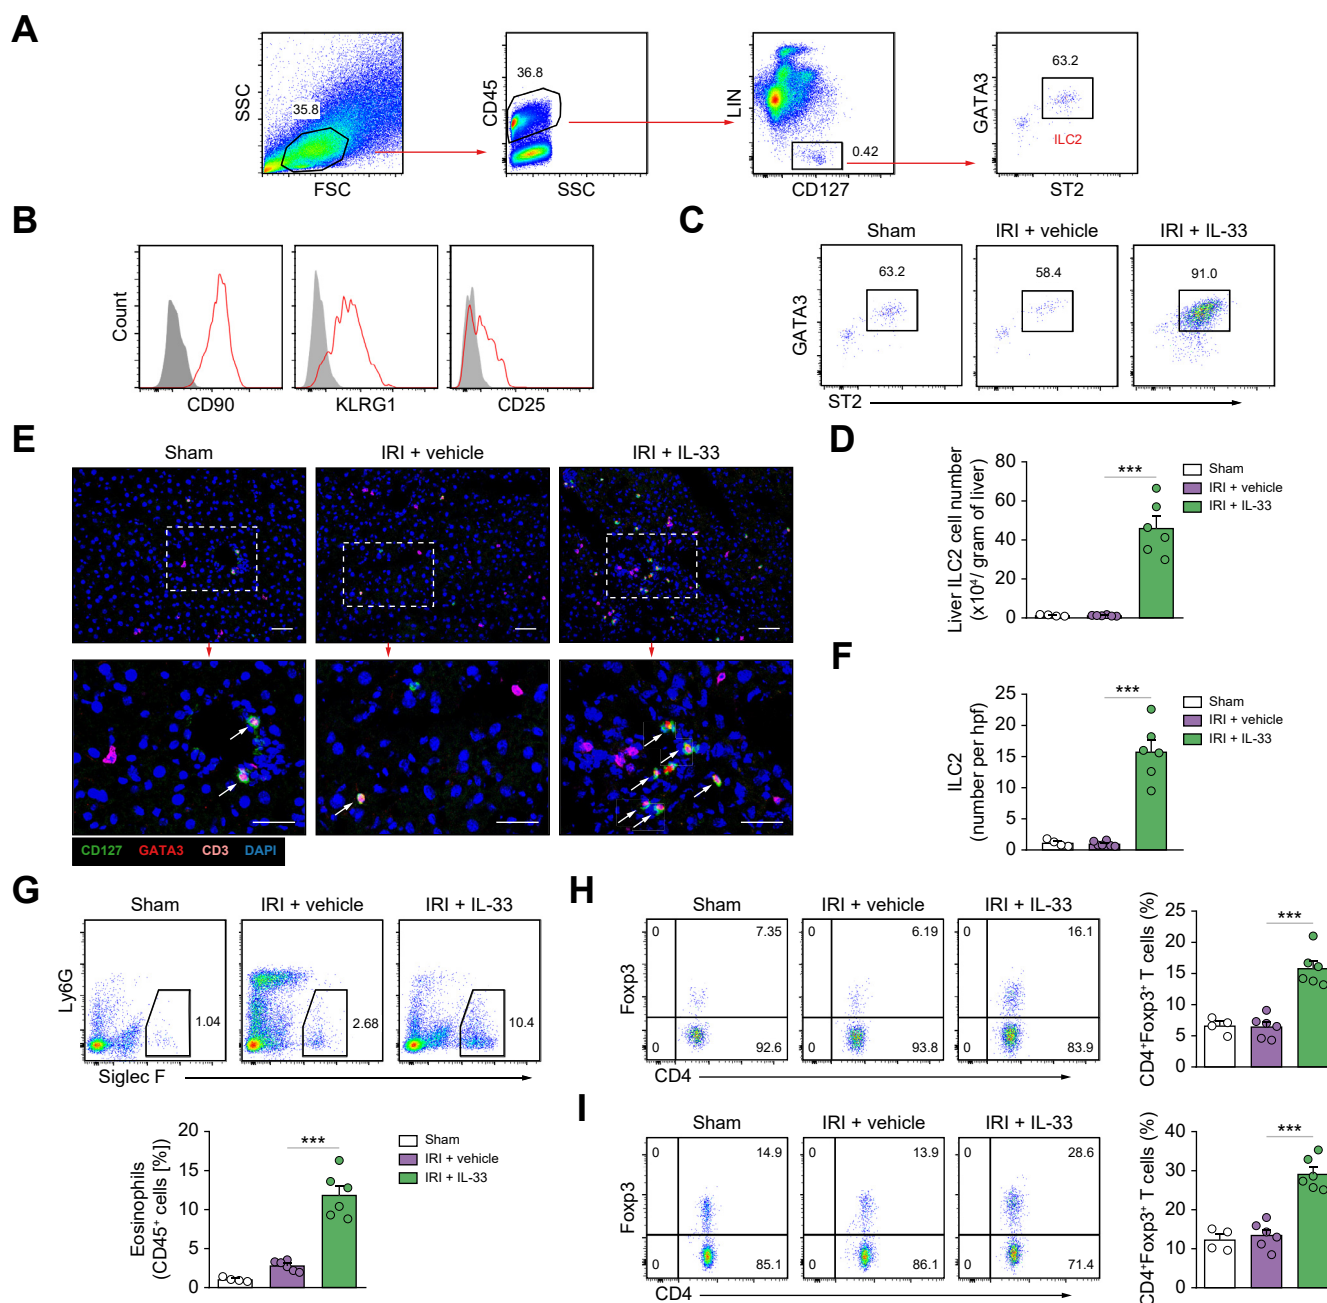 A
SSC
35.8
FSC
CD45
36.8
SSC
LIN
0.42
CD127
GATA3
63.2
ILC2
ST2
B
Count
CD90
KLRG1
CD25
C
Sham
IRI + vehicle
IRI + IL-33
GATA3
63.2
58.4
91.0
ST2
E
Sham
IRI + vehicle
IRI + IL-33
CD127 GATA3 CD3 DAPI
D
Liver ILC2 cell number
(x10⁴/ gram of liver)
80
60
40
20
0
***
Sham
IRI + vehicle
IRI + IL-33
F
ILC2
(number per hpf)
25
20
15
10
5
0
***
Sham
IRI + vehicle
IRI + IL-33
G
Sham
IRI + vehicle
IRI + IL-33
Ly6G
1.04
2.68
10.4
Siglec F
Eosinophils
(CD45⁺ cells [%])
20
15
10
5
0
***
Sham
IRI + vehicle
IRI + IL-33
H
Sham
IRI + vehicle
IRI + IL-33
Foxp3
0 7.35
0 92.6
0 6.19
0 93.8
0 16.1
0 83.9
CD4
CD4⁺Foxp3⁺ T cells (%)
25
20
15
10
5
0
***
I
Sham
IRI + vehicle
IRI + IL-33
Foxp3
0 14.9
0 85.1
0 13.9
0 86.1
0 28.6
0 71.4
CD4
CD4⁺Foxp3⁺ T cells (%)
40
30
20
10
0
***